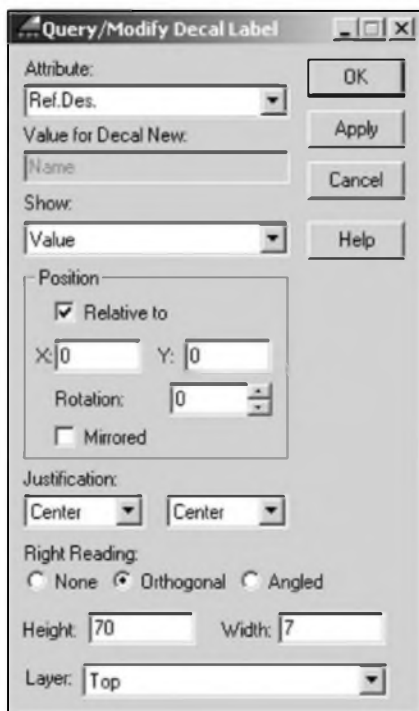 Query/Modify Decal Label
Attribute:
OK
Ref.Des.
Value for Decal New:
Apply
Name
Cancel
Show:
Value
Help
Position
Relative to
X: 0 Y: 0
Rotation: 0
Mirrored
Justification:
Center Center
Right Reading:
None Orthogonal Angled
Height: 70 Width: 7
Layer: Top